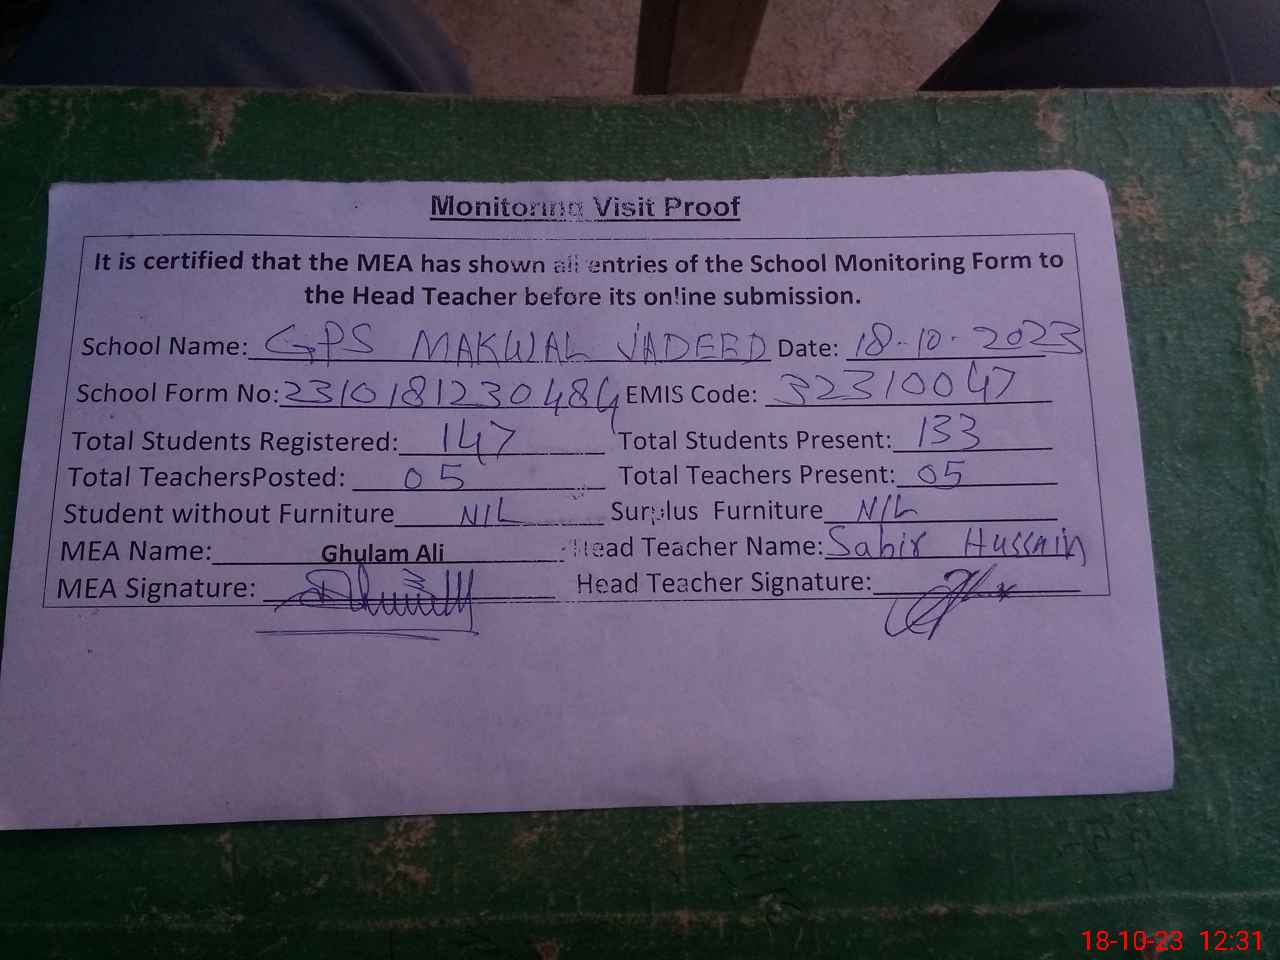 Monitoring Visit Proof
It is certified that the MEA has shown all entries of the School Monitoring Form to
the Head Teacher before its online submission.
School Name: GPS MAKWAL JADEED Date: 18-10-2023
School Form No: 2310181230484 EMIS Code: 32310047
Total Students Registered: 147 Total Students Present: 133
Total TeachersPosted: 05 Total Teachers Present: 05
Student without Furniture NIL Surplus Furniture NIL
MEA Name: Ghulam Ali Head Teacher Name: Sabir Hussain
MEA Signature: Head Teacher Signature:
18-10-23 12:31